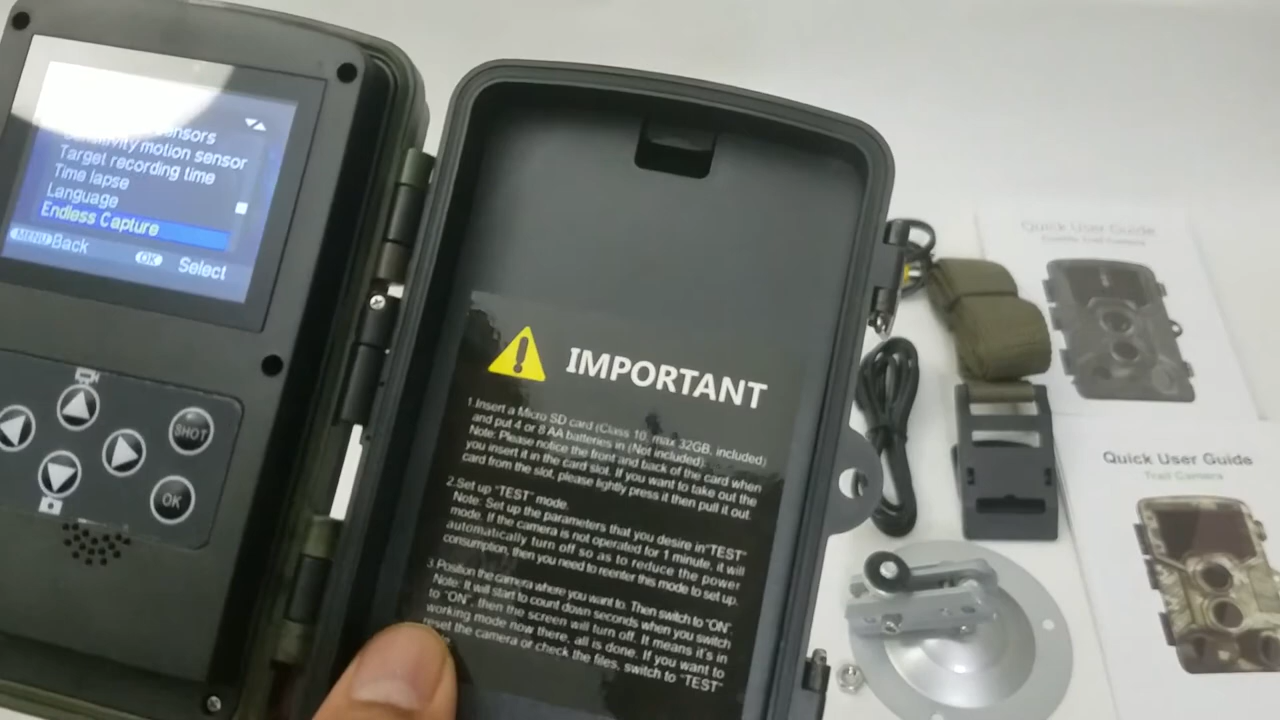 sensors
Sensitivity motion sensor
Target recording time
Time lapse
Language
Endless Capture
MENU Back
OK Select
SHOT
OK
IMPORTANT
1.Insert a Micro SD card (Class 10, max 32GB, included)
and put 4 or 8 AA batteries in (Not included).
Note: Please notice the front and back of the card when
you insert it in the card slot. If you want to take out the
card from the slot, please lightly press it then pull it out.
2.Set up "TEST" mode.
Note: Set up the parameters that you desire in"TEST"
mode. If the camera is not operated for 1 minute, it will
automatically turn off so as to reduce the power
consumption, then you need to reenter this mode to set up.
3.Position the camera where you want to. Then switch to "ON".
Note: It will start to count down seconds when you switch
to "ON", then the screen will turn off. It means it's in
working mode now there, all is done. If you want to
reset the camera or check the files, switch to "TEST"
Quick User Guide
Trail Camera
Quick User Guide
Trail Camera